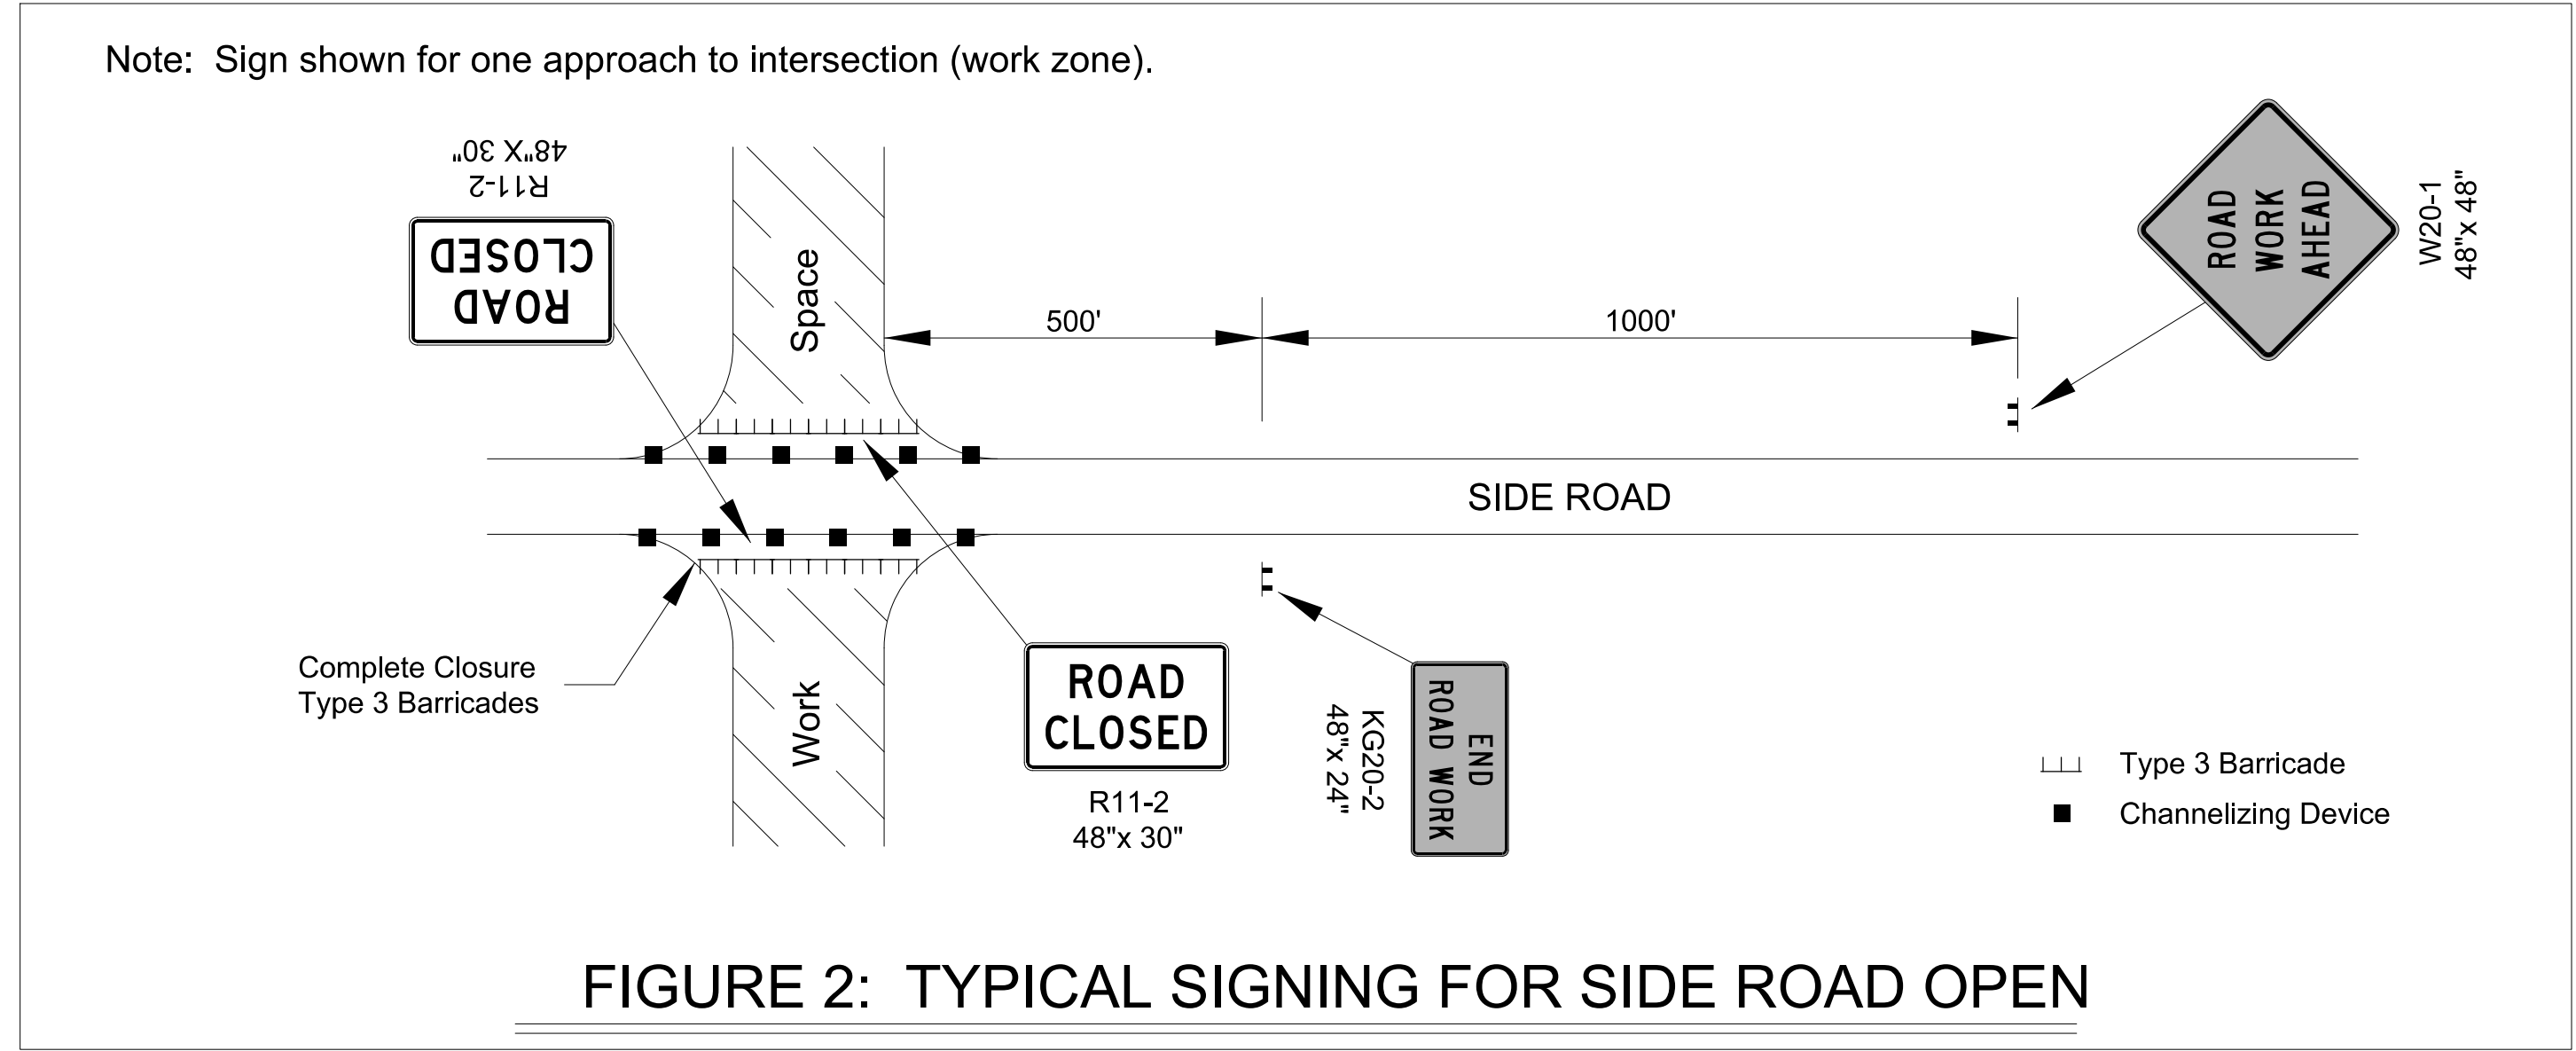 Note: Sign shown for one approach to intersection (work zone).
R11-2
48"X 30"
ROAD
CLOSED
Space
500'
1000'
ROAD
WORK
AHEAD
W20-1
48"x 48"
SIDE ROAD
Complete Closure
Type 3 Barricades
Work
ROAD
CLOSED
R11-2
48"x 30"
END
ROAD WORK
KG20-2
48"x 24"
Type 3 Barricade
Channelizing Device
FIGURE 2: TYPICAL SIGNING FOR SIDE ROAD OPEN